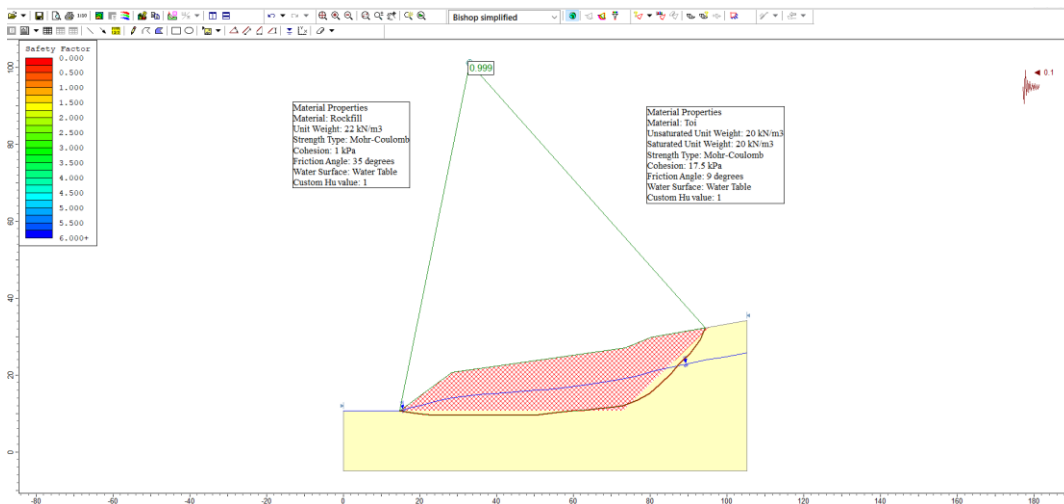 Bishop simplified
Safety Factor
0.000
0.500
1.000
1.500
2.000
2.500
3.000
3.500
4.000
4.500
5.000
5.500
6.000+
0.999
0.1
Material Properties
Material: Rockfill
Unit Weight: 22 kN/m3
Strength Type: Mohr-Coulomb
Cohesion: 1 kPa
Friction Angle: 35 degrees
Water Surface: Water Table
Custom Hu value: 1
Material Properties
Material: Toi
Unsaturated Unit Weight: 20 kN/m3
Saturated Unit Weight: 20 kN/m3
Strength Type: Mohr-Coulomb
Cohesion: 17.5 kPa
Friction Angle: 9 degrees
Water Surface: Water Table
Custom Hu value: 1
100
80
60
40
20
0
-80 -60 -40 -20 0 20 40 60 80 100 120 140 160 180